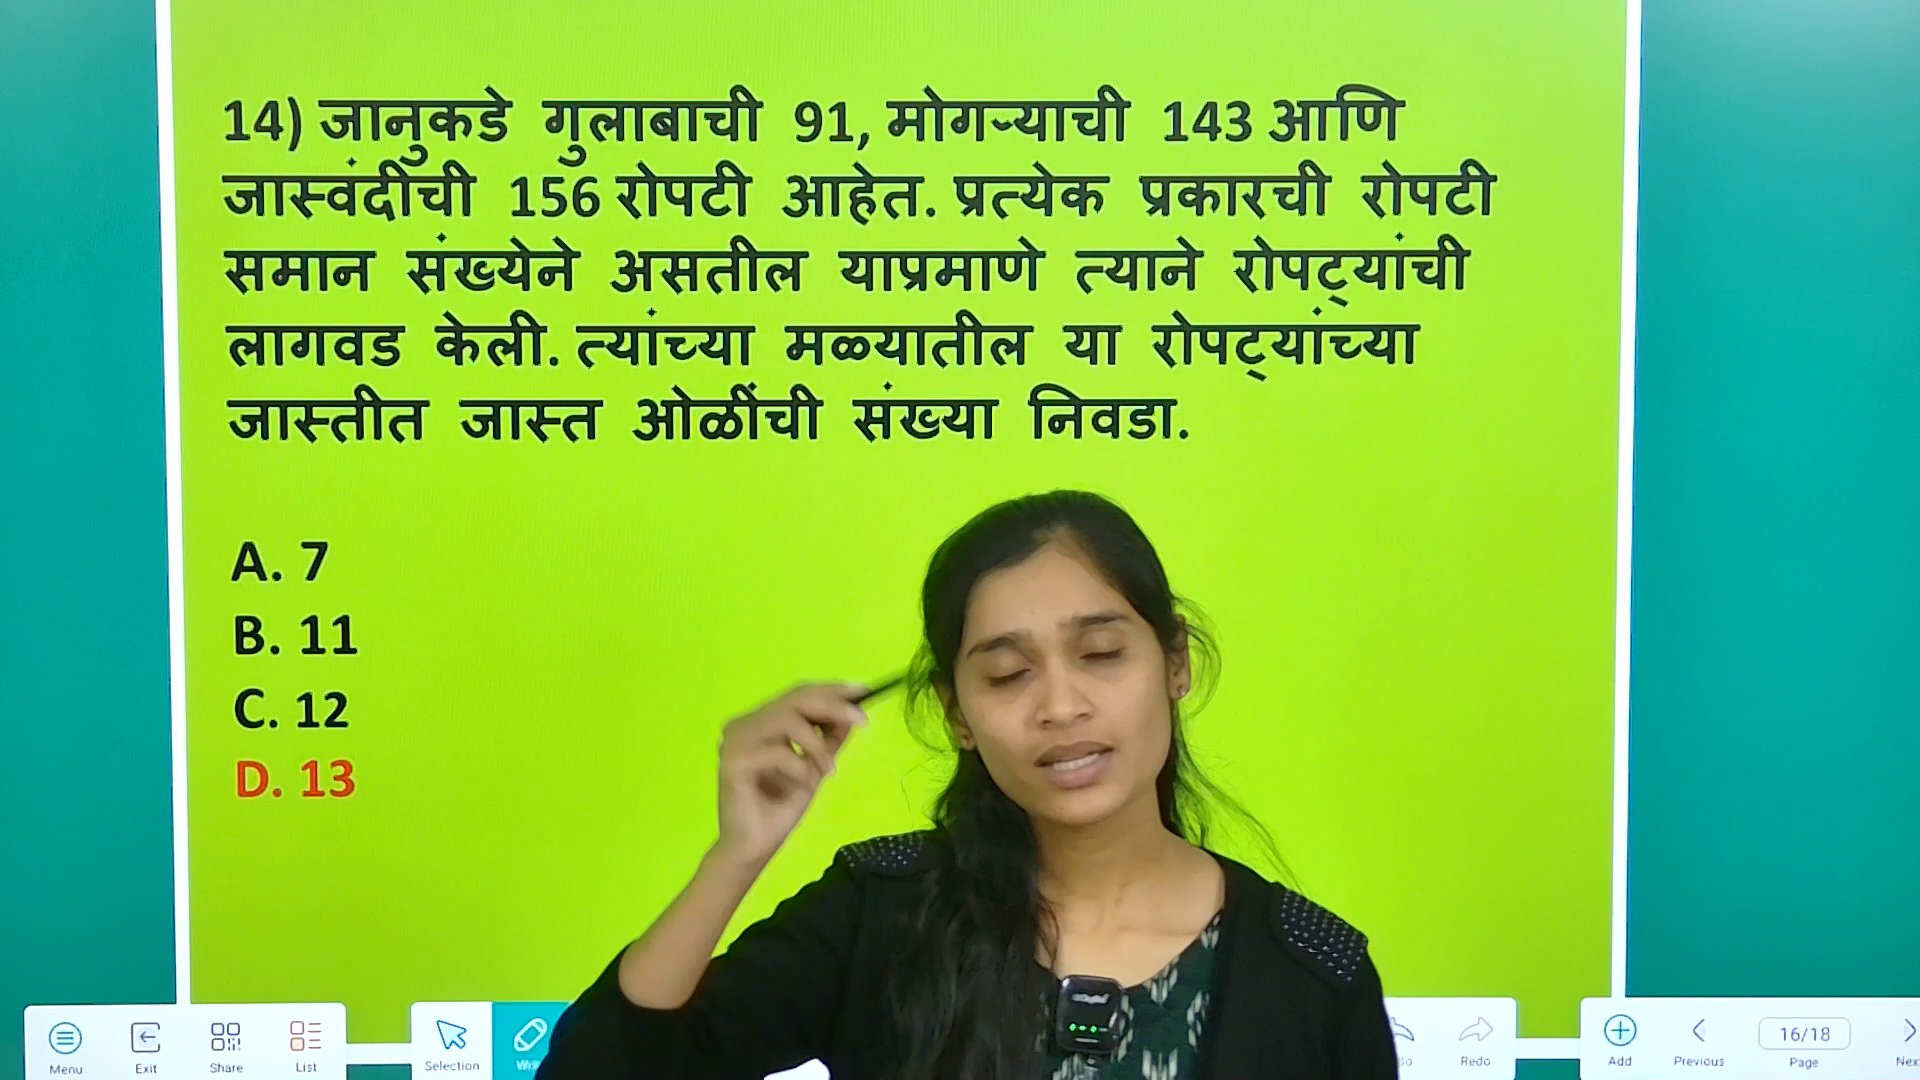 14) जानुकडे गुलाबाची 91, मोगऱ्याची 143 आणि
जास्वंदीची 156 रोपटी आहेत. प्रत्येक प्रकारची रोपटी
समान संख्येने असतील याप्रमाणे त्याने रोपट्यांची
लागवड केली. त्यांच्या मळ्यातील या रोपट्यांच्या
जास्तीत जास्त ओळींची संख्या निवडा.
A. 7
B. 11
C. 12
D. 13
Menu Exit Share List Selection Redo Add Previous 16/18 Page